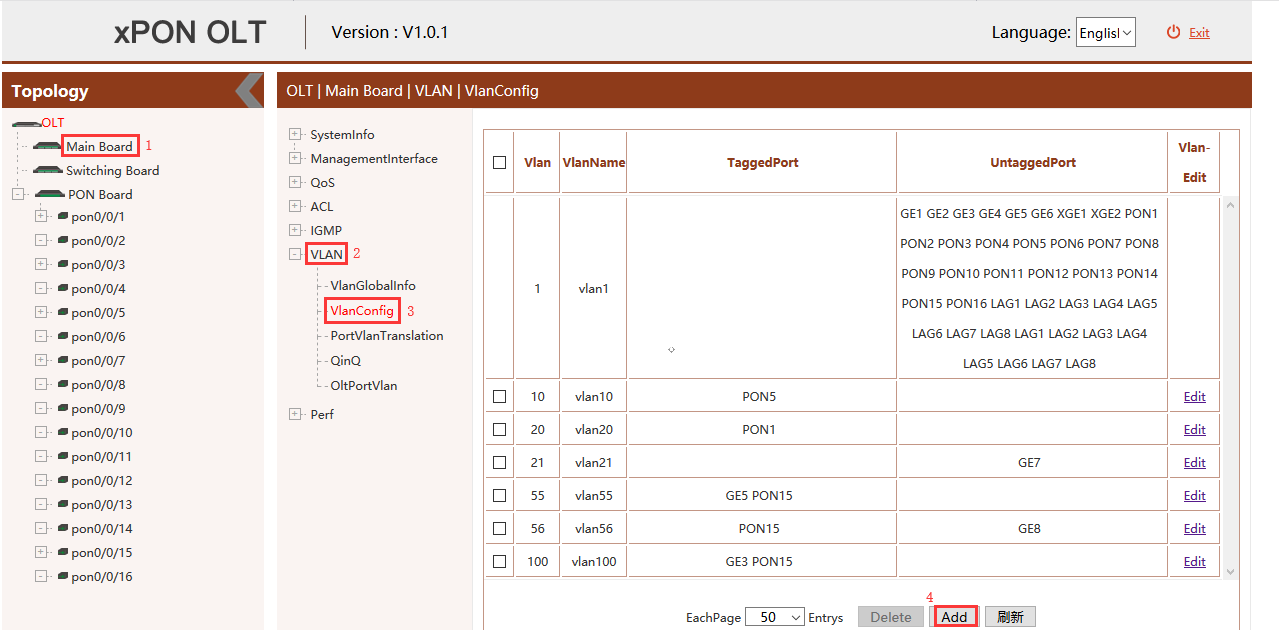 xPON OLT
Version : V1.0.1
Language: Englisl
Exit
Topology
OLT
Main Board 1
Switching Board
PON Board
pon0/0/1
pon0/0/2
pon0/0/3
pon0/0/4
pon0/0/5
pon0/0/6
pon0/0/7
pon0/0/8
pon0/0/9
pon0/0/10
pon0/0/11
pon0/0/12
pon0/0/13
pon0/0/14
pon0/0/15
pon0/0/16
OLT | Main Board | VLAN | VlanConfig
SystemInfo
ManagementInterface
QoS
ACL
IGMP
VLAN 2
VlanGlobalInfo
VlanConfig 3
PortVlanTranslation
QinQ
OltPortVlan
Perf
Vlan VlanName TaggedPort UntaggedPort Vlan-
Edit
1 vlan1
GE1 GE2 GE3 GE4 GE5 GE6 XGE1 XGE2 PON1
PON2 PON3 PON4 PON5 PON6 PON7 PON8
PON9 PON10 PON11 PON12 PON13 PON14
PON15 PON16 LAG1 LAG2 LAG3 LAG4 LAG5
LAG6 LAG7 LAG8 LAG1 LAG2 LAG3 LAG4
LAG5 LAG6 LAG7 LAG8
10 vlan10 PON5 Edit
20 vlan20 PON1 Edit
21 vlan21 GE7 Edit
55 vlan55 GE5 PON15 Edit
56 vlan56 PON15 GE8 Edit
100 vlan100 GE3 PON15 Edit
4
EachPage 50 Entrys Delete Add 刷新